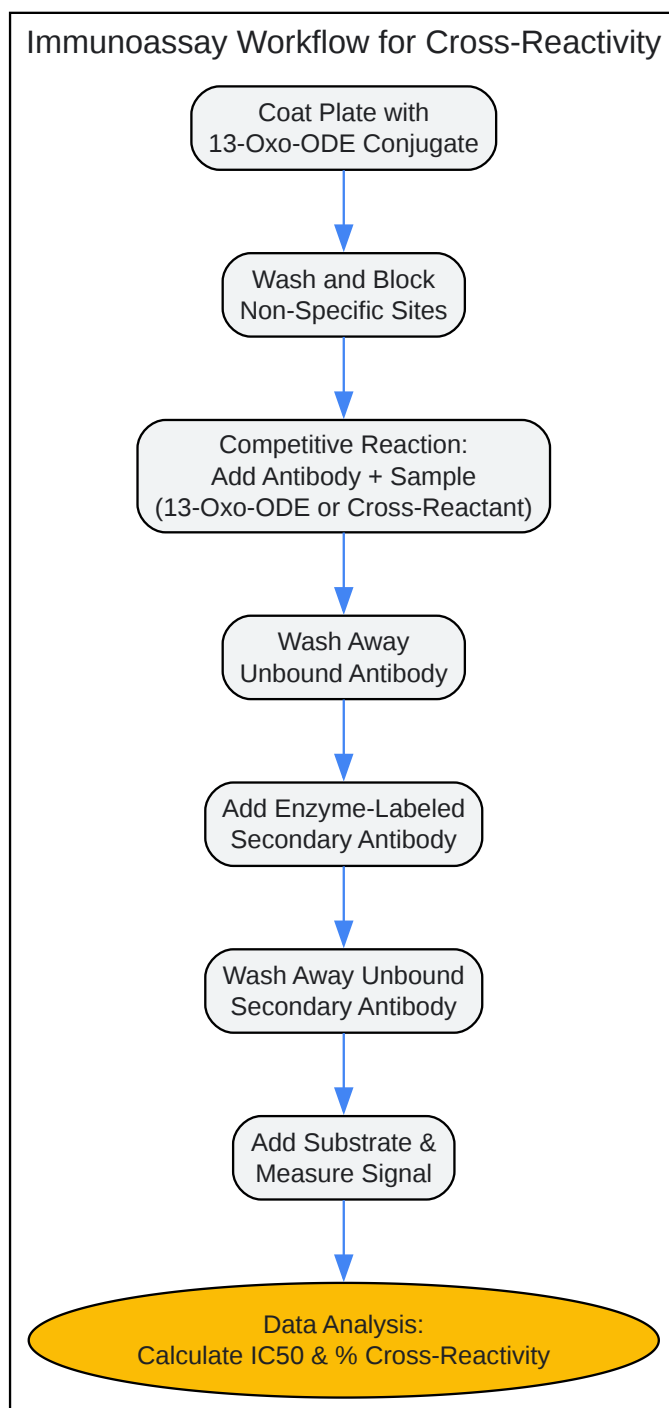 Immunoassay Workflow for Cross-Reactivity
Coat Plate with
13-Oxo-ODE Conjugate
Wash and Block
Non-Specific Sites
Competitive Reaction:
Add Antibody + Sample
(13-Oxo-ODE or Cross-Reactant)
Wash Away
Unbound Antibody
Add Enzyme-Labeled
Secondary Antibody
Wash Away Unbound
Secondary Antibody
Add Substrate &
Measure Signal
Data Analysis:
Calculate IC50 & % Cross-Reactivity